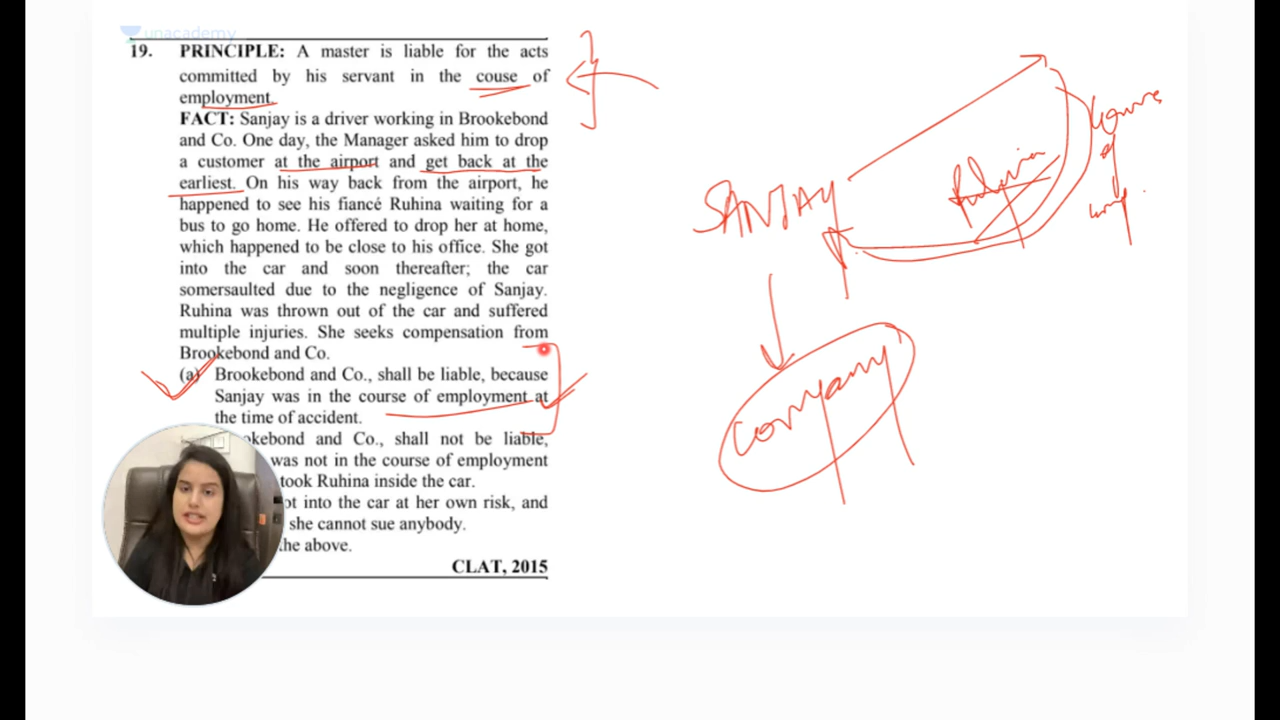 unacademy
19. PRINCIPLE: A master is liable for the acts
committed by his servant in the couse of
employment.
FACT: Sanjay is a driver working in Brookebond
and Co. One day, the Manager asked him to drop
a customer at the airport and get back at the
earliest. On his way back from the airport, he
happened to see his fiancé Ruhina waiting for a
bus to go home. He offered to drop her at home,
which happened to be close to his office. She got
into the car and soon thereafter; the car
somersaulted due to the negligence of Sanjay.
Ruhina was thrown out of the car and suffered
multiple injuries. She seeks compensation from
Brookebond and Co.
(a) Brookebond and Co., shall be liable, because
Sanjay was in the course of employment at
the time of accident.
okebond and Co., shall not be liable,
was not in the course of employment
took Ruhina inside the car.
ot into the car at her own risk, and
she cannot sue anybody.
the above.
CLAT, 2015
SANJAY
Ruhina
Course
of
company